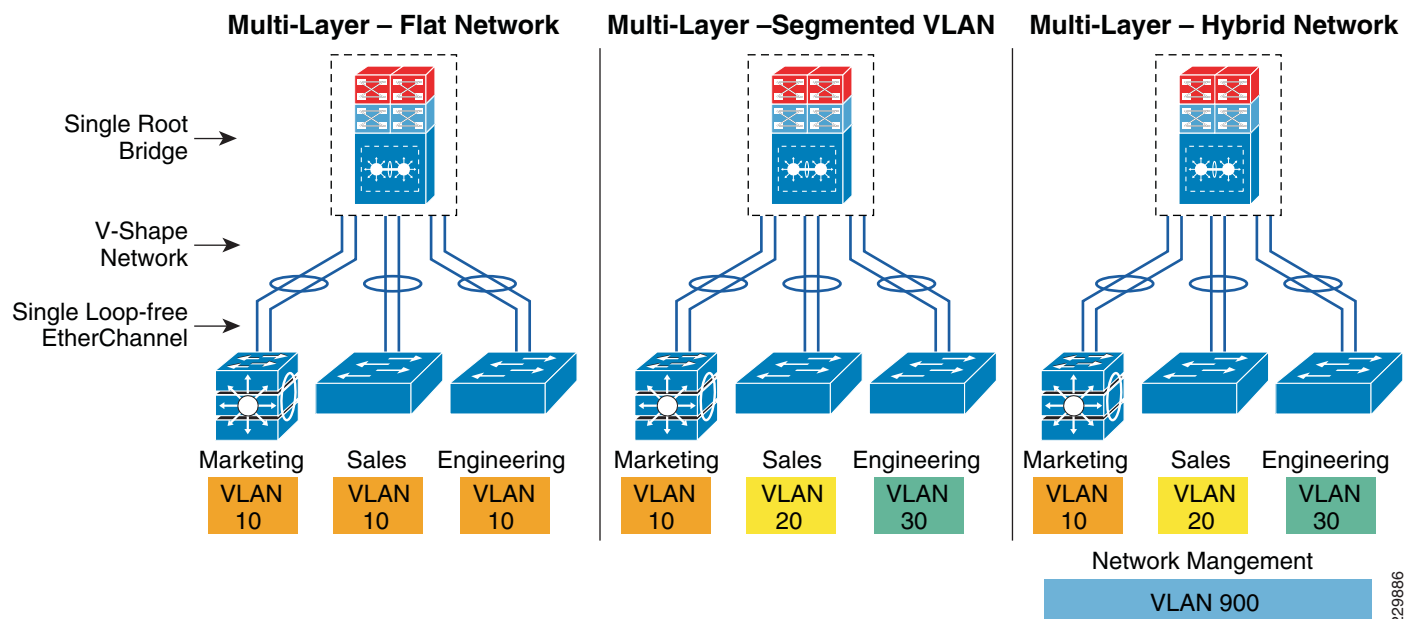 Multi-Layer – Flat Network
Multi-Layer –Segmented VLAN
Multi-Layer – Hybrid Network
Single Root
Bridge
V-Shape
Network
Single Loop-free
EtherChannel
Marketing
Sales
Engineering
VLAN
10
VLAN
10
VLAN
10
Marketing
Sales
Engineering
VLAN
10
VLAN
20
VLAN
30
Marketing
Sales
Engineering
VLAN
10
VLAN
20
VLAN
30
Network Mangement
VLAN 900
229886